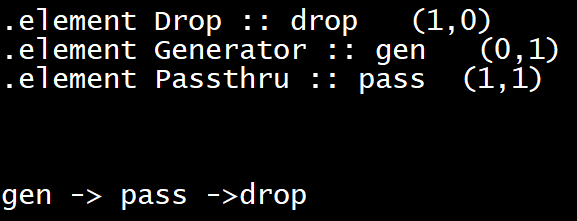 .element Drop :: drop   (1,0)
.element Generator :: gen   (0,1)
.element Passthru :: pass  (1,1)
gen -> pass ->drop